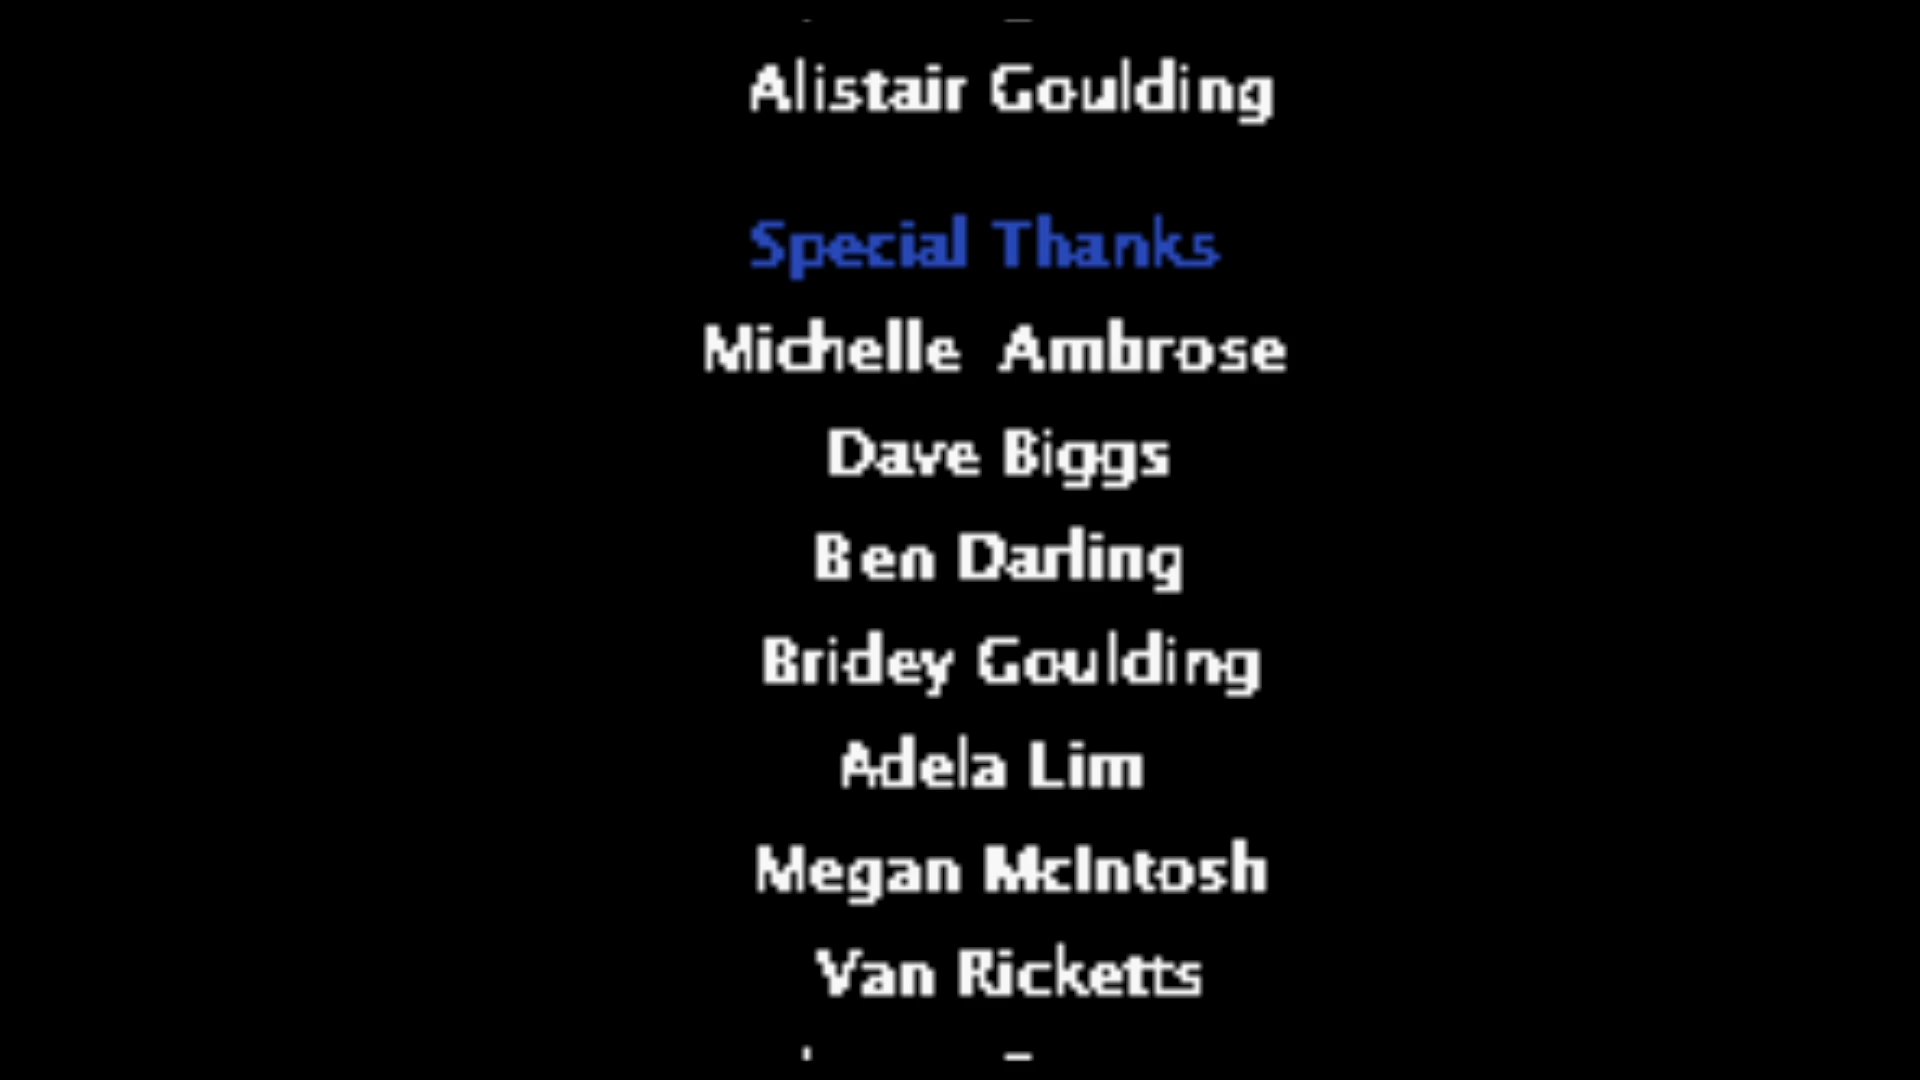 Alistair Goulding
Special Thanks
Michelle Ambrose
Dave Biggs
Ben Darling
Bridey Goulding
Adela Lim
Megan McIntosh
Van Ricketts